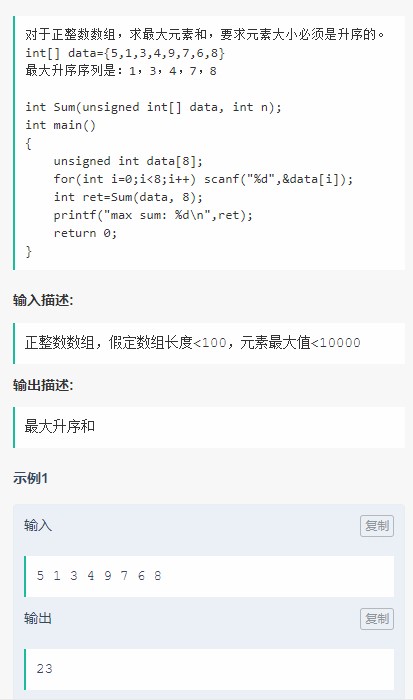 对于正整数数组，求最大元素和，要求元素大小必须是升序的。
int[] data={5,1,3,4,9,7,6,8}
最大升序序列是：1，3，4，7，8
int Sum(unsigned int[] data, int n);
int main()
{
    unsigned int data[8];
    for(int i=0;i<8;i++) scanf("%d",&data[i]);
    int ret=Sum(data, 8);
    printf("max sum: %d\n",ret);
    return 0;
}
输入描述:
正整数数组，假定数组长度<100，元素最大值<10000
输出描述:
最大升序和
示例1
输入 复制
5 1 3 4 9 7 6 8
输出 复制
23